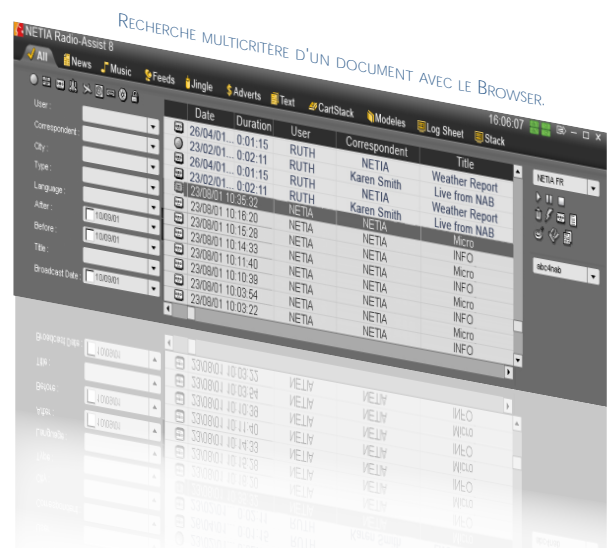 Recherche multicritère d'un document avec le Browser.
NETIA Radio-Assist 8
16:06:07
All News Music Feeds Jingle Adverts Text CartStack Modeles Log Sheet Stack
Date Duration User Correspondent Title
User :
Correspondent :
City :
Type :
Language :
After : 10/09/01
Before : 10/09/01
Title :
Broadcast Date : 10/09/01
26/04/01... 0:01:15 RUTH NETIA Weather Report
23/02/01... 0:02:11 RUTH Karen Smith Live from NAB
26/04/01... 0:01:15 RUTH NETIA Weather Report
23/02/01... 0:02:11 RUTH Karen Smith Live from NAB
23/08/01 10:35:32 NETIA NETIA Micro
23/08/01 10:16:20 NETIA NETIA INFO
23/08/01 10:15:28 NETIA NETIA Micro
23/08/01 10:14:33 NETIA NETIA INFO
23/08/01 10:11:40 NETIA NETIA Micro
23/08/01 10:10:39 NETIA NETIA INFO
23/08/01 10:03:54 NETIA NETIA Micro
23/08/01 10:03:22 NETIA NETIA INFO
NETIA FR
abc4nab